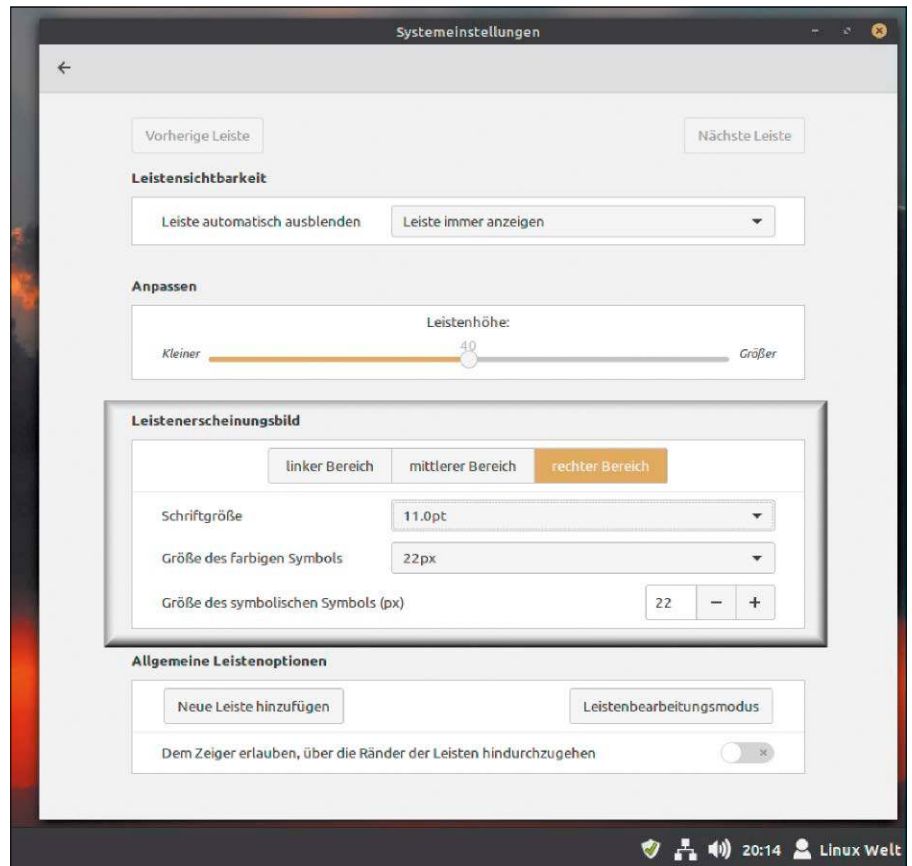 Systemeinstellungen
Vorherige Leiste
Nächste Leiste
Leistensichtbarkeit
Leiste automatisch ausblenden
Leiste immer anzeigen
Anpassen
Leistenhöhe:
40
Kleiner
Größer
Leistenerscheinungsbild
linker Bereich
mittlerer Bereich
rechter Bereich
Schriftgröße
11.0pt
Größe des farbigen Symbols
22px
Größe des symbolischen Symbols (px)
22
Allgemeine Leistenoptionen
Neue Leiste hinzufügen
Leistenbearbeitungsmodus
Dem Zeiger erlauben, über die Ränder der Leisten hindurchzugehen
20:14
Linux Welt